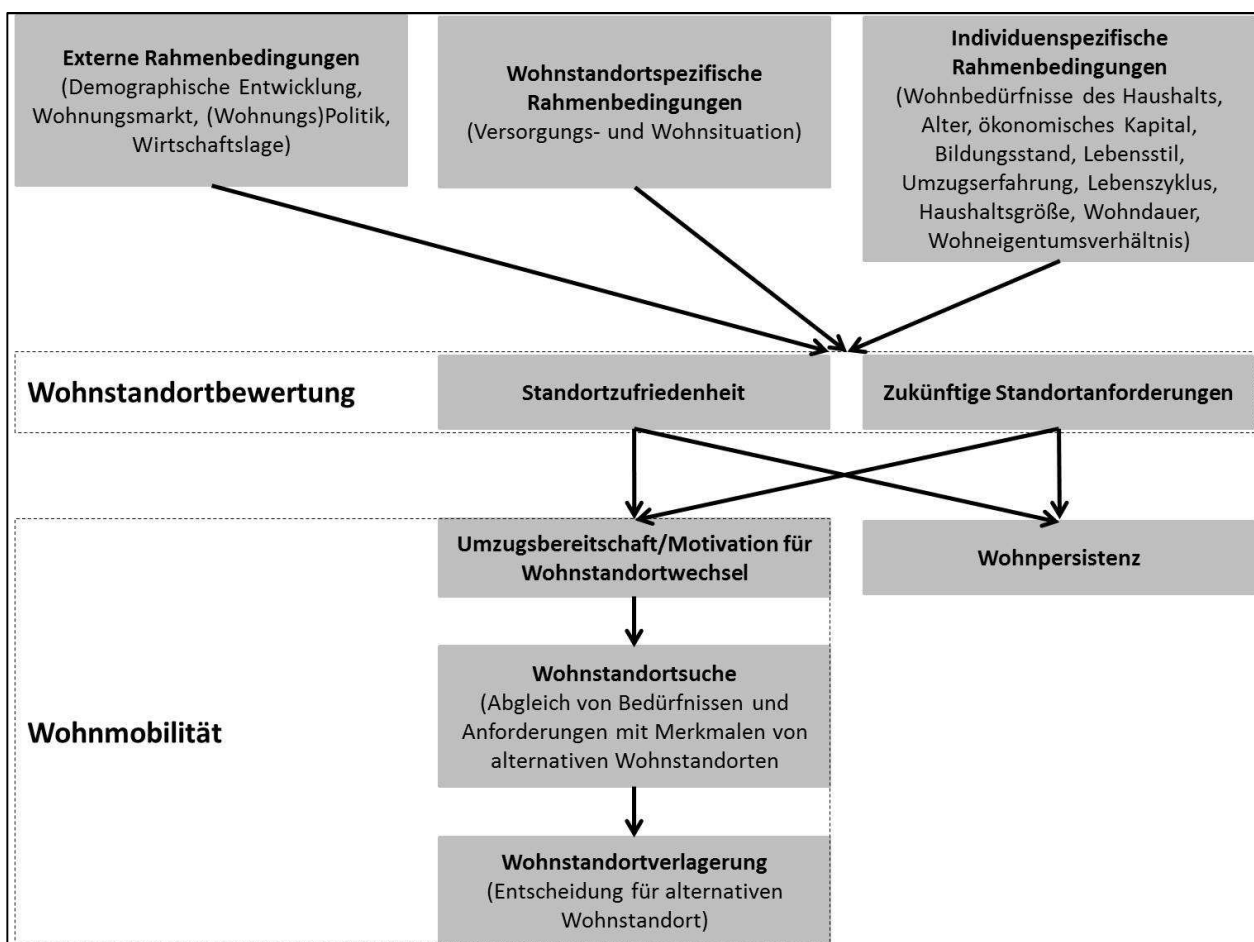 Externe Rahmenbedingungen
(Demographische Entwicklung,
Wohnungsmarkt, (Wohnungs)Politik,
Wirtschaftslage)
Wohnstandortspezifische
Rahmenbedingungen
(Versorgungs- und Wohnsituation)
Individuenspezifische
Rahmenbedingungen
(Wohnbedürfnisse des Haushalts,
Alter, ökonomisches Kapital,
Bildungsstand, Lebensstil,
Umzugserfahrung, Lebenszyklus,
Haushaltsgröße, Wohndauer,
Wohneigentumsverhältnis)
Wohnstandortbewertung
Standortzufriedenheit
Zukünftige Standortanforderungen
Wohnmobilität
Umzugsbereitschaft/Motivation für
Wohnstandortwechsel
Wohnpersistenz
Wohnstandortsuche
(Abgleich von Bedürfnissen und
Anforderungen mit Merkmalen von
alternativen Wohnstandorten
Wohnstandortverlagerung
(Entscheidung für alternativen
Wohnstandort)